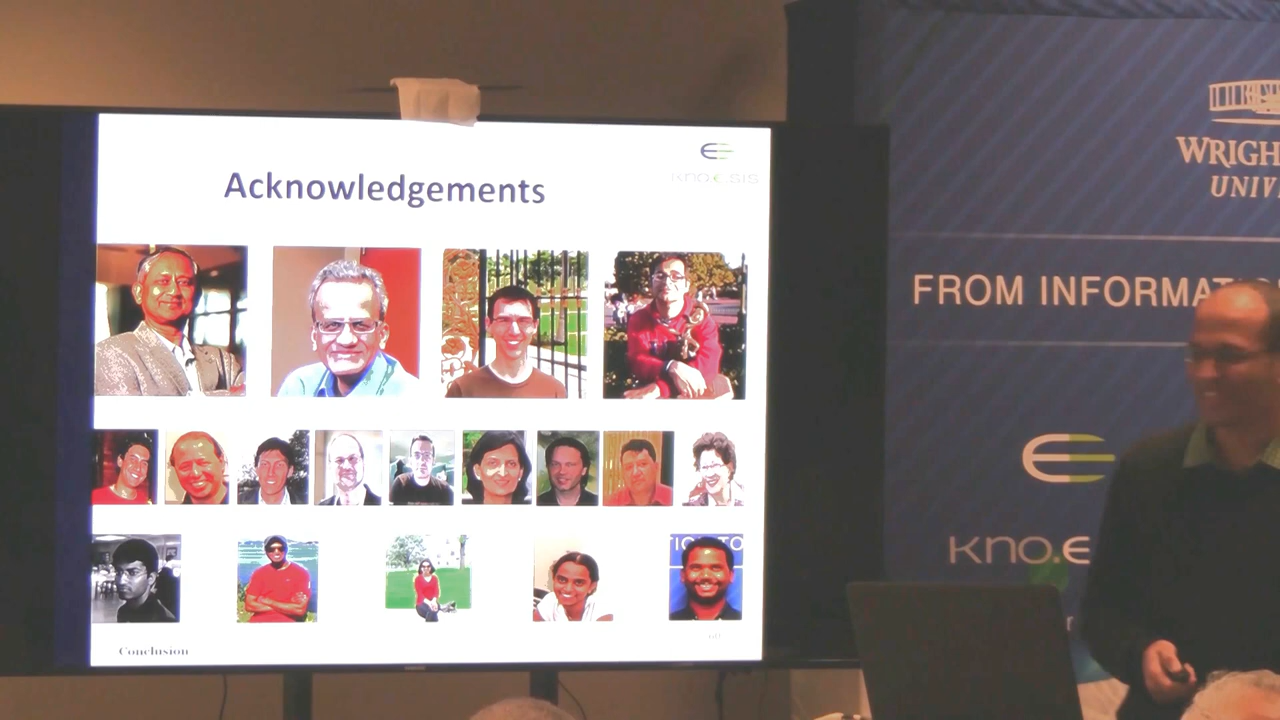 Acknowledgements
kno.e.sis
Conclusion
WRIGH
UNIV
FROM INFORMAT
kno.e